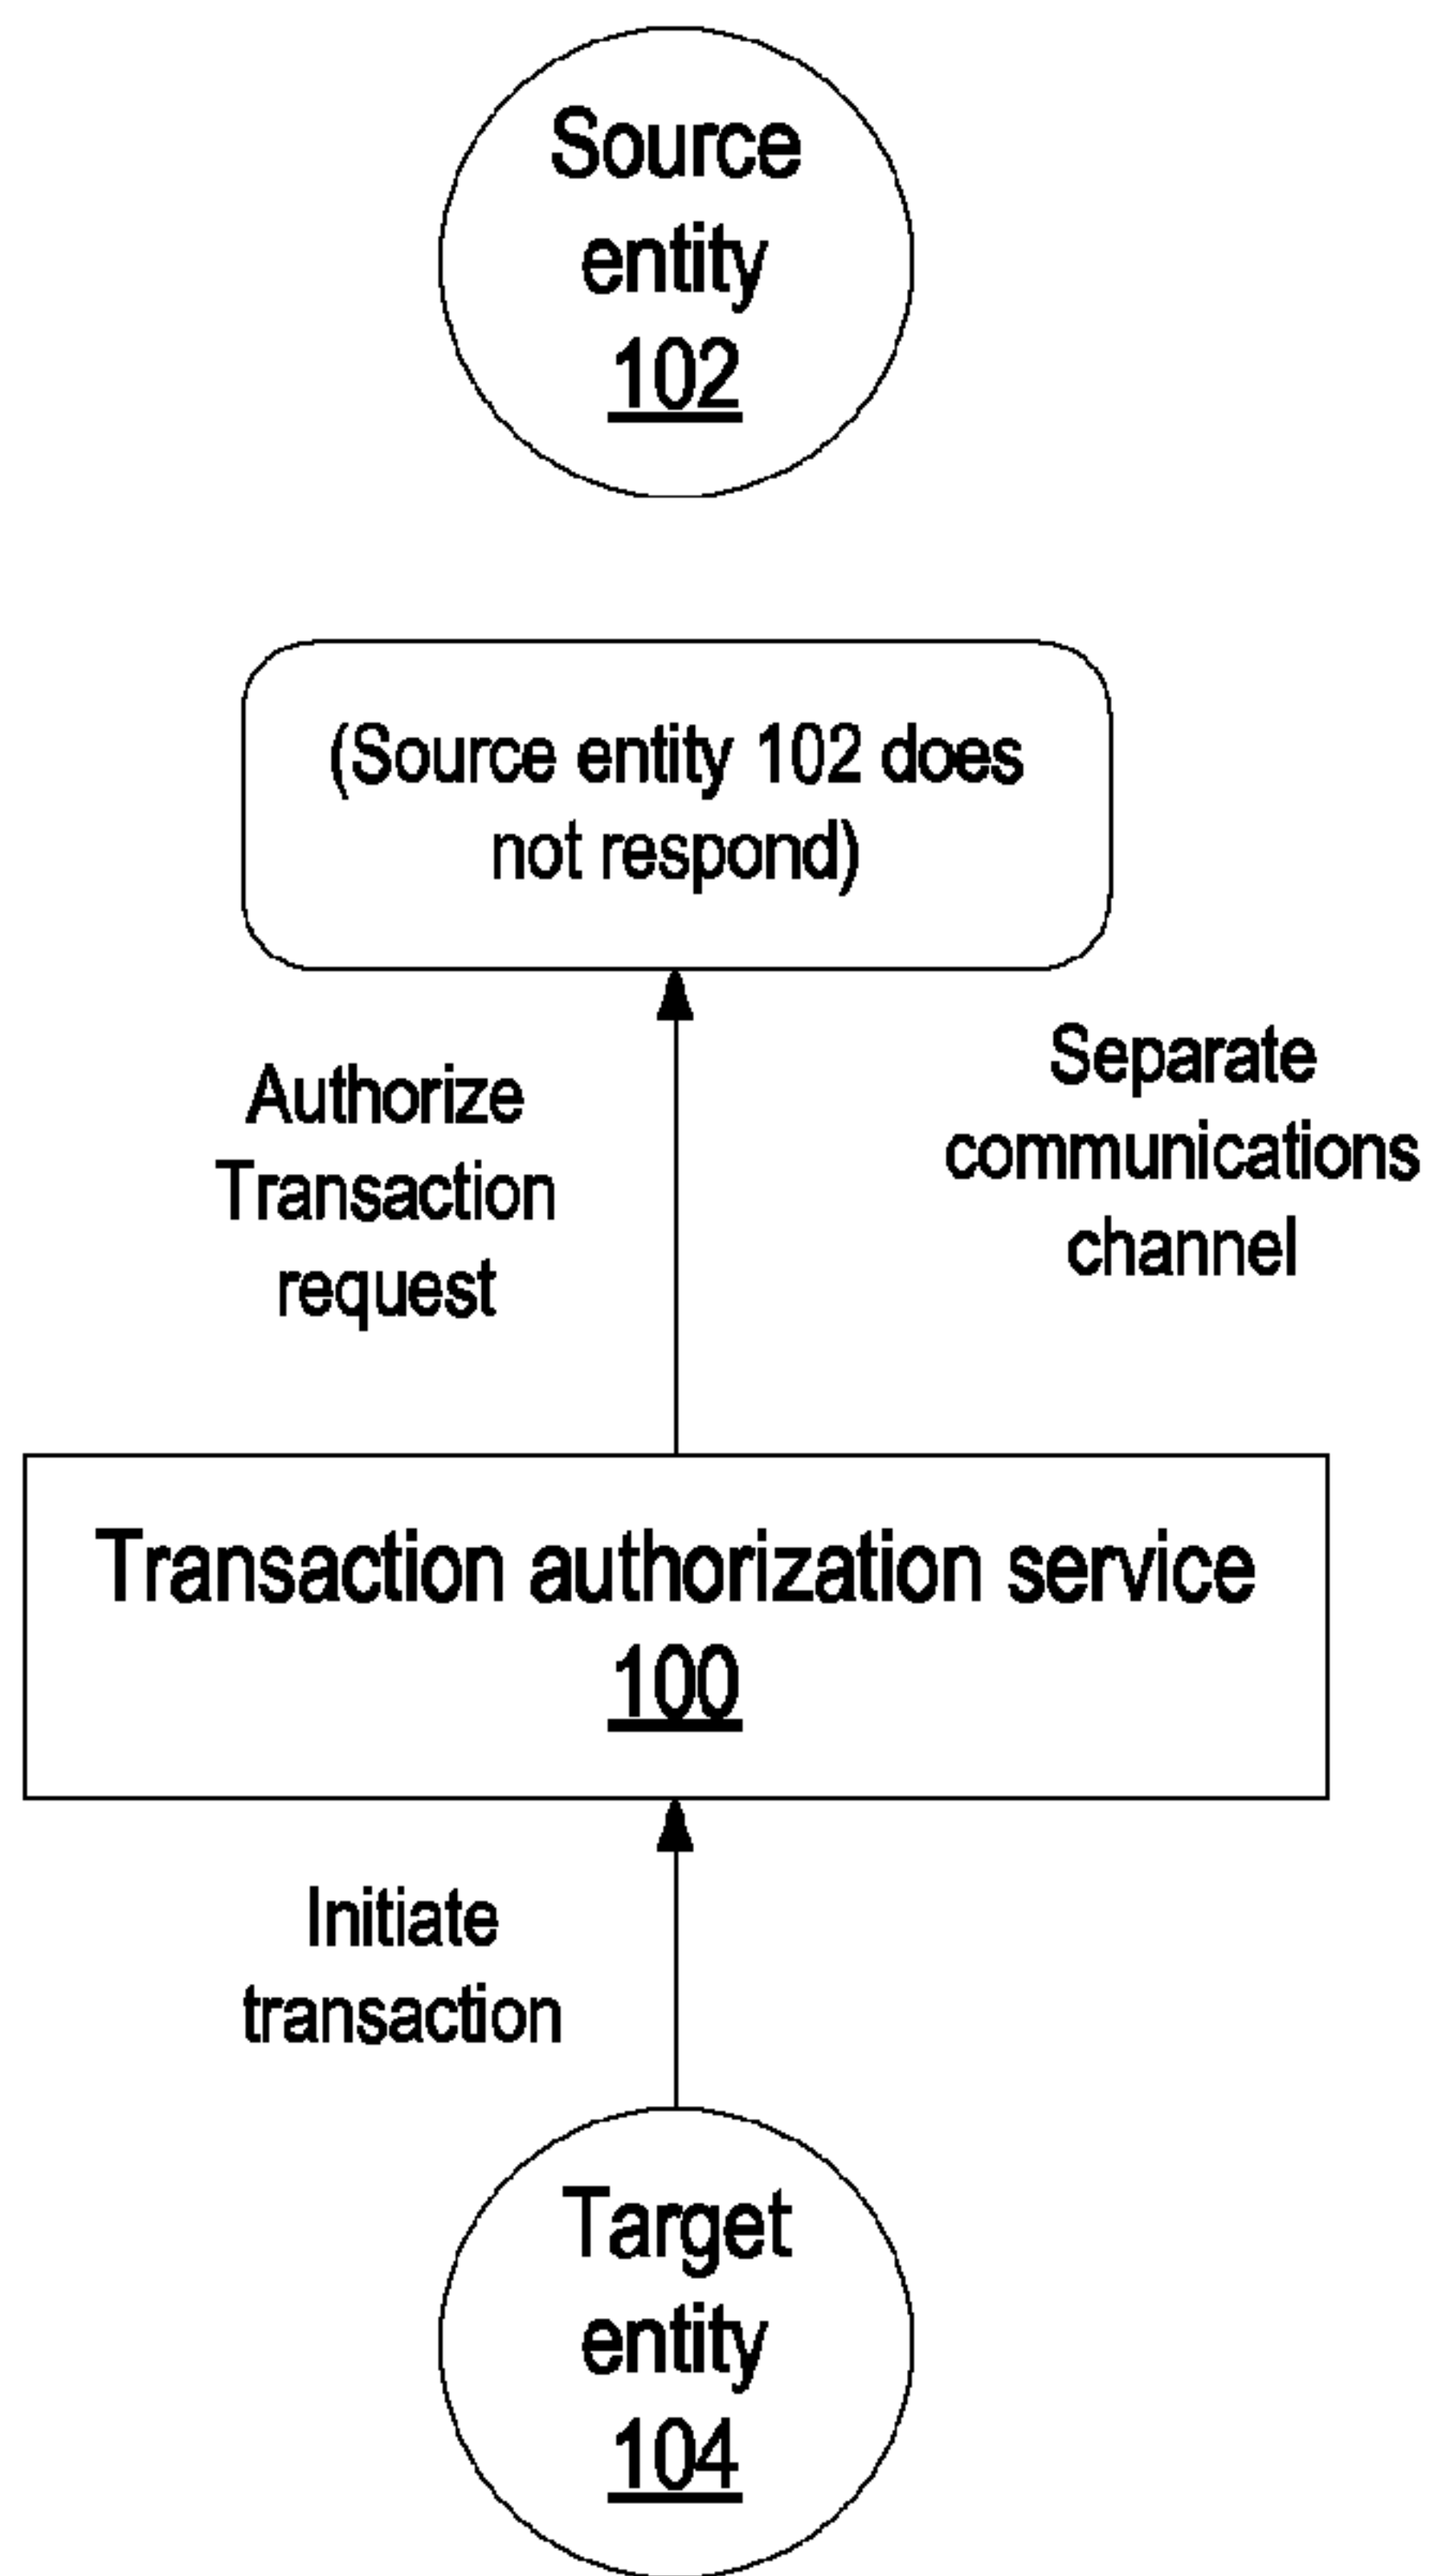 Source
entity
102
(Source entity 102 does
not respond)
Authorize
Transaction
request
Separate
communications
channel
Transaction authorization service
100
Initiate
transaction
Target
entity
104